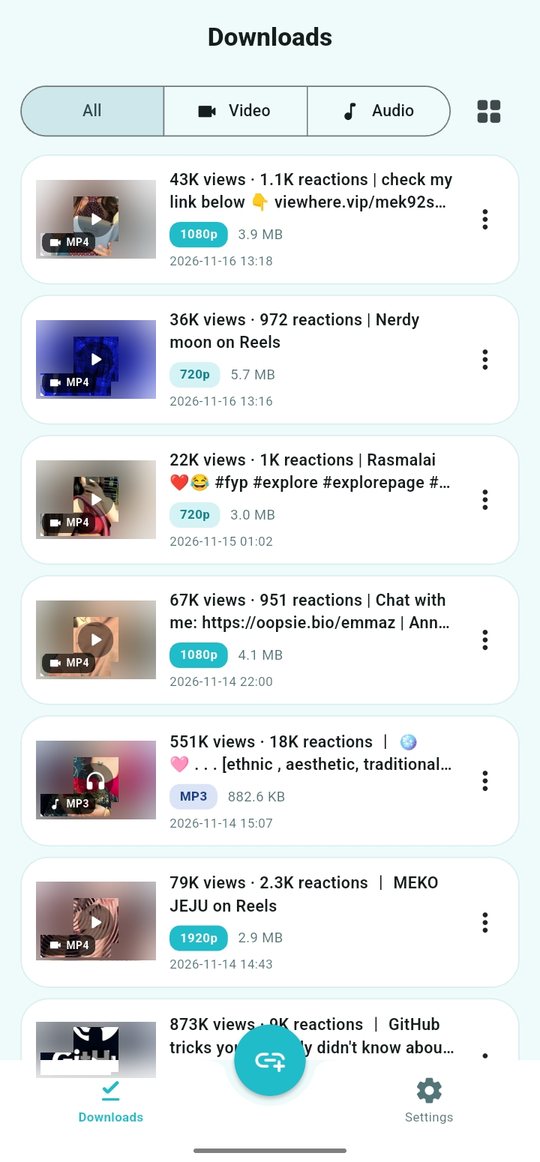 Downloads
All
Video
Audio
43K views · 1.1K reactions | check my
link below 👇 viewhere.vip/mek92s…
MP4
1080p 3.9 MB
2026-11-16 13:18
36K views · 972 reactions | Nerdy
moon on Reels
MP4
720p 5.7 MB
2026-11-16 13:16
22K views · 1K reactions | Rasmalai
❤️😂 #fyp #explore #explorepage #…
MP4
720p 3.0 MB
2026-11-15 01:02
67K views · 951 reactions | Chat with
me: https://oopsie.bio/emmaz | Ann…
MP4
1080p 4.1 MB
2026-11-14 22:00
551K views · 18K reactions ｜ 🪩
🩷 . . . [ethnic , aesthetic, traditional…
MP3
MP3 882.6 KB
2026-11-14 15:07
79K views · 2.3K reactions ｜ MEKO
JEJU on Reels
MP4
1920p 2.9 MB
2026-11-14 14:43
873K views · 9K reactions ｜ GitHub
tricks you didn't know abou…
Downloads
Settings